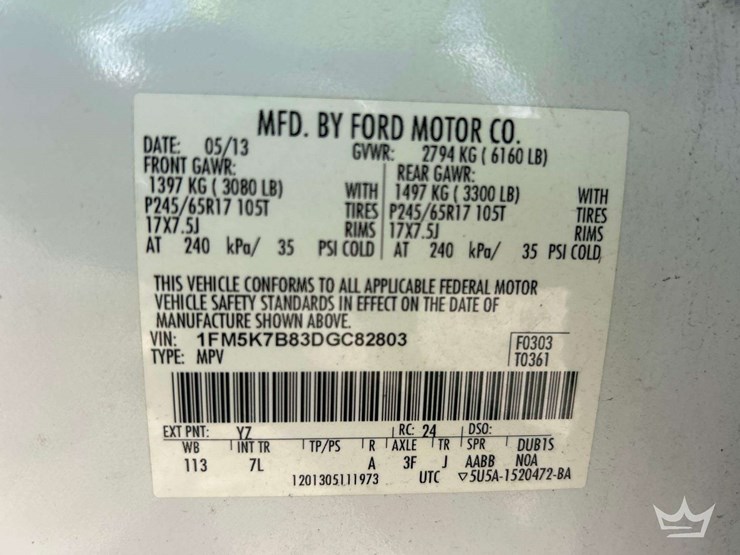 MFD. BY FORD MOTOR CO.
DATE: 05/13 GVWR: 2794 KG ( 6160 LB)
FRONT GAWR: REAR GAWR:
1397 KG ( 3080 LB) WITH 1497 KG ( 3300 LB) WITH
P245/65R17 105T TIRES P245/65R17 105T TIRES
17X7.5J RIMS 17X7.5J RIMS
AT 240 kPa/ 35 PSI COLD AT 240 kPa/ 35 PSI COLD
THIS VEHICLE CONFORMS TO ALL APPLICABLE FEDERAL MOTOR
VEHICLE SAFETY STANDARDS IN EFFECT ON THE DATE OF
MANUFACTURE SHOWN ABOVE.
VIN: 1FM5K7B83DGC82803 F0303
TYPE: MPV T0361
EXT PNT: YZ RC: 24 DSO:
WB INT TR TP/PS R AXLE TR SPR DUB1S
113 7L A 3F J AABB N0A
1201305111973 UTC ▽5U5A-1520472-BA